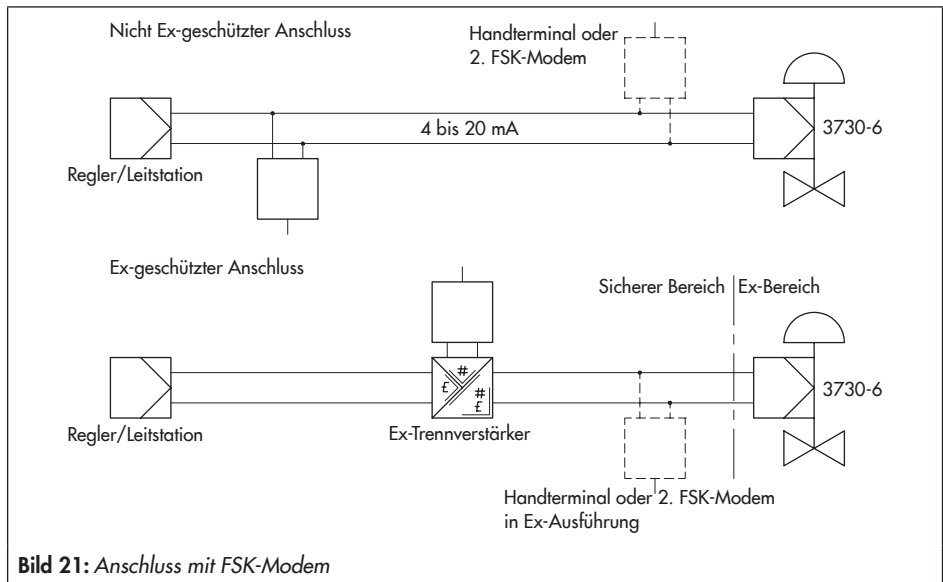 Nicht Ex-geschützter Anschluss
Handterminal oder
2. FSK-Modem
4 bis 20 mA
3730-6
Regler/Leitstation
Ex-geschützter Anschluss
Sicherer Bereich
Ex-Bereich
3730-6
Regler/Leitstation
Ex-Trennverstärker
Handterminal oder 2. FSK-Modem
in Ex-Ausführung
Bild 21: Anschluss mit FSK-Modem